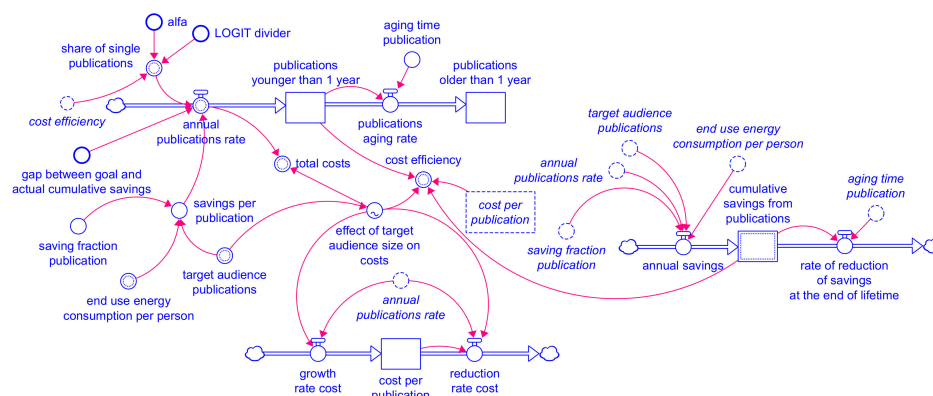 alfa
LOGIT divider
share of single
publications
cost efficiency
annual
publications rate
gap between goal and
actual cumulative savings
publications
younger than 1 year
aging time
publication
publications
older than 1 year
publications
aging rate
total costs
cost efficiency
cost per
publication
savings per
publication
saving fraction
publication
target audience
publications
end use energy
consumption per person
effect of target
audience size on
costs
annual
publications rate
growth
rate cost
cost per
publication
reduction
rate cost
target audience
publications
end use energy
consumption per person
annual
publications rate
saving fraction
publication
annual savings
cumulative
savings from
publications
aging time
publication
rate of reduction
of savings
at the end of lifetime